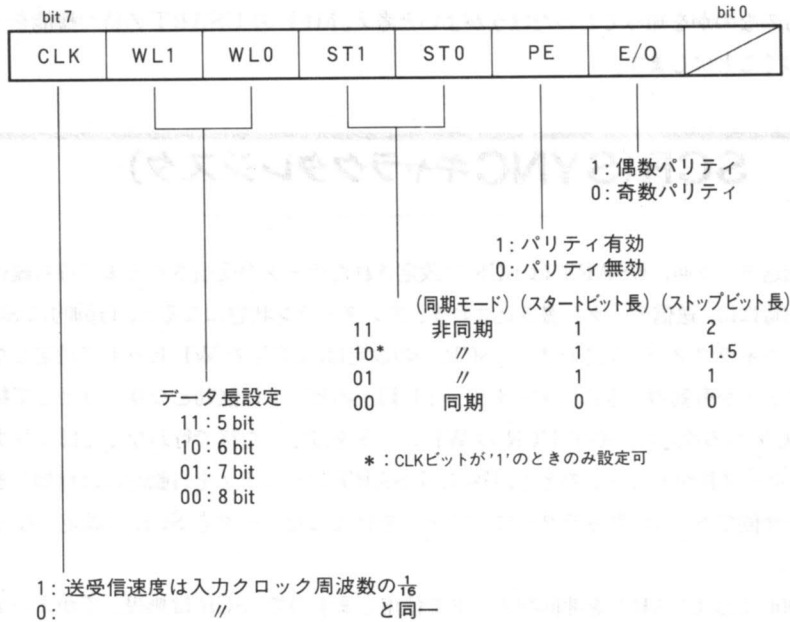 bit 7 bit 0
CLK WL1 WL0 ST1 ST0 PE E/O
1: 偶数パリティ
0: 奇数パリティ
1: パリティ有効
0: パリティ無効
(同期モード) (スタートビット長) (ストップビット長)
11 非同期 1 2
10* 〃 1 1.5
01 〃 1 1
00 同期 0 0
データ長設定
11: 5 bit
10: 6 bit
01: 7 bit
00: 8 bit
*: CLKビットが'1'のときのみ設定可
1: 送受信速度は入力クロック周波数の1/16
0: 〃 と同一